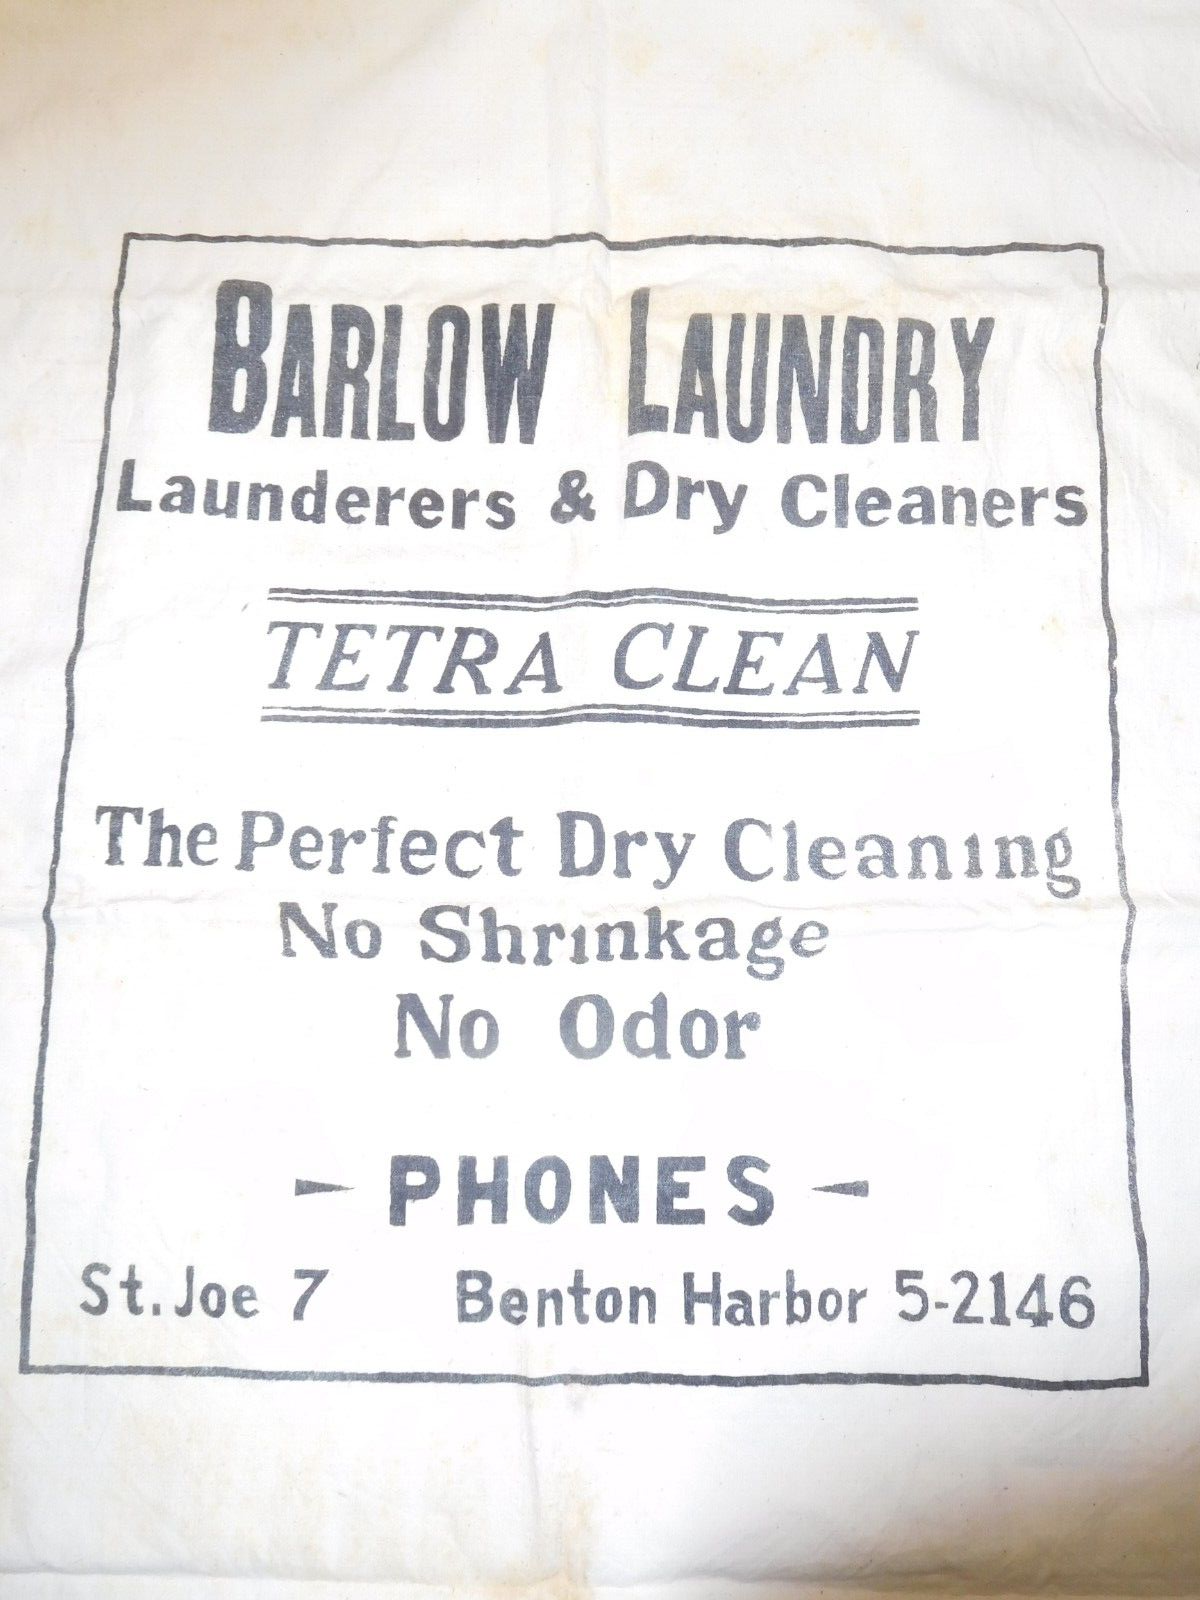 BARLOW LAUNDRY
Launderers & Dry Cleaners
TETRA CLEAN
The Perfect Dry Cleaning
No Shrinkage
No Odor
- PHONES -
St. Joe 7 Benton Harbor 5-2146